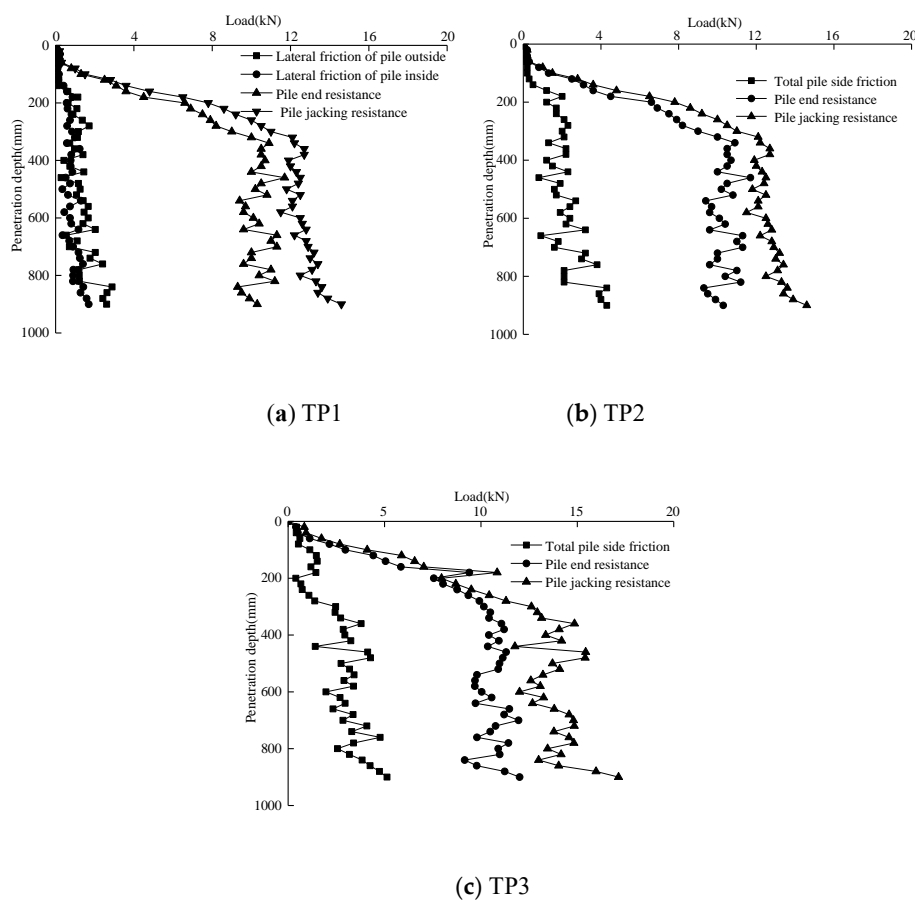 Load(kN)
0 4 8 12 16 20
0
200
400
600
800
1000
Penetration depth(mm)
Lateral friction of pile outside
Lateral friction of pile inside
Pile end resistance
Pile jacking resistance
(a) TP1
Load(kN)
0 4 8 12 16 20
0
200
400
600
800
1000
Penetration depth(mm)
Total pile side friction
Pile end resistance
Pile jacking resistance
(b) TP2
Load(kN)
0 5 10 15 20
0
200
400
600
800
1000
Penetration depth(mm)
Total pile side friction
Pile end resistance
Pile jacking resistance
(c) TP3